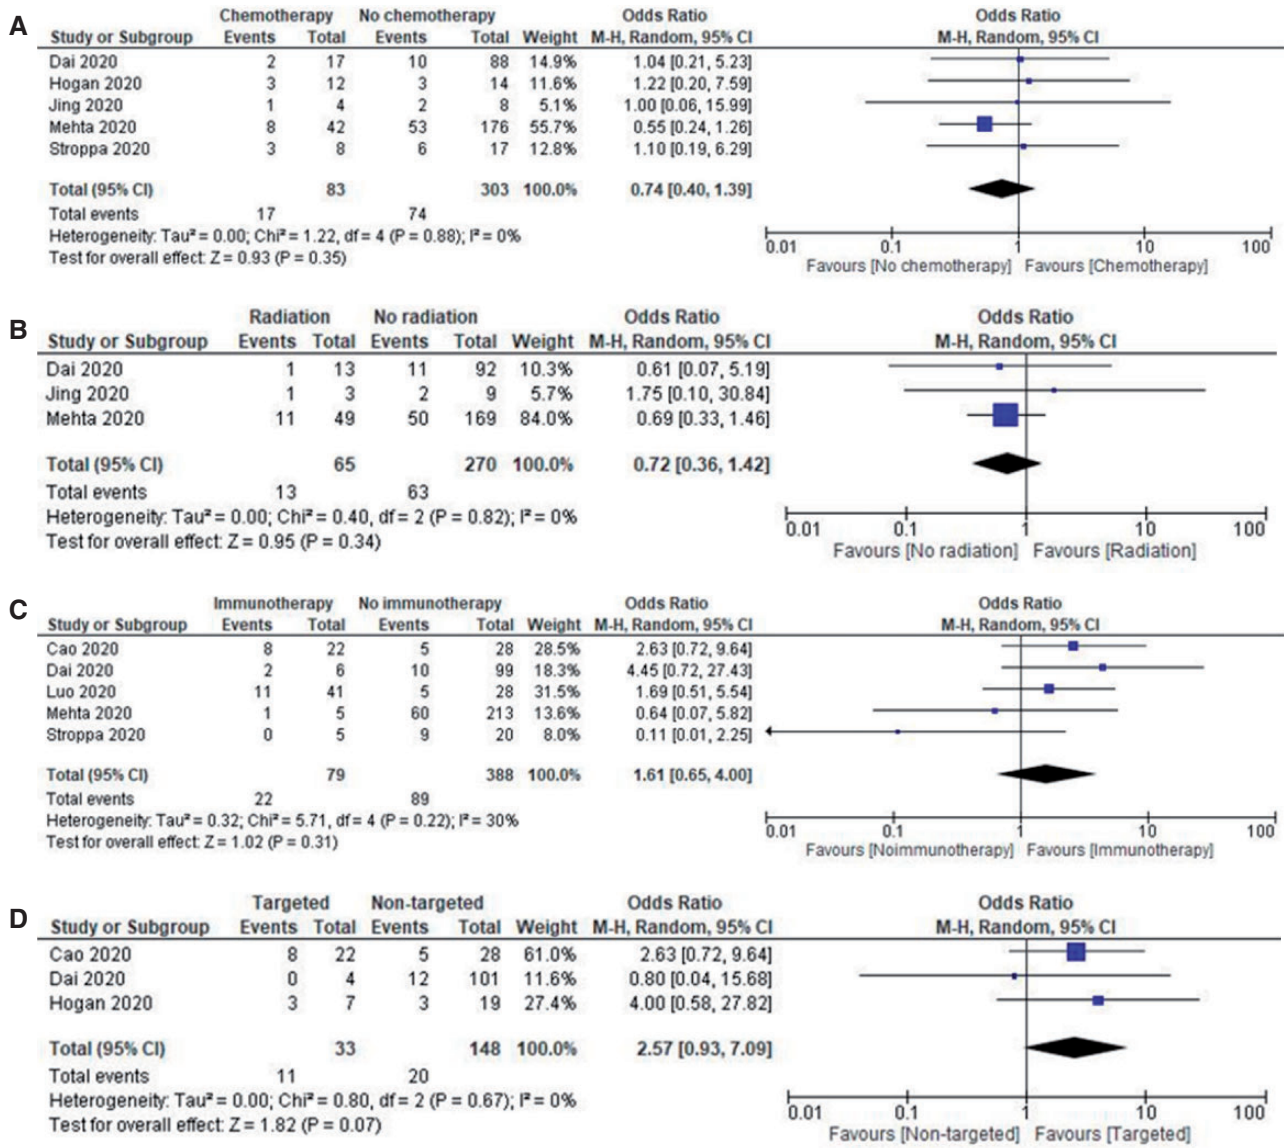 A
Chemotherapy No chemotherapy Odds Ratio Odds Ratio
Study or Subgroup Events Total Events Total Weight M-H, Random, 95% CI M-H, Random, 95% CI
Dai 2020 2 17 10 88 14.9% 1.04 [0.21, 5.23]
Hogan 2020 3 12 3 14 11.6% 1.22 [0.20, 7.59]
Jing 2020 1 4 2 8 5.1% 1.00 [0.06, 15.99]
Mehta 2020 8 42 53 176 55.7% 0.55 [0.24, 1.26]
Stroppa 2020 3 8 6 17 12.8% 1.10 [0.19, 6.29]
Total (95% CI) 83 303 100.0% 0.74 [0.40, 1.39]
Total events 17 74
Heterogeneity: Tau² = 0.00; Chi² = 1.22, df = 4 (P = 0.88); I² = 0%
Test for overall effect: Z = 0.93 (P = 0.35)
0.01 0.1 1 10 100
Favours [No chemotherapy] Favours [Chemotherapy]
B
Radiation No radiation Odds Ratio Odds Ratio
Study or Subgroup Events Total Events Total Weight M-H, Random, 95% CI M-H, Random, 95% CI
Dai 2020 1 13 11 92 10.3% 0.61 [0.07, 5.19]
Jing 2020 1 3 2 9 5.7% 1.75 [0.10, 30.84]
Mehta 2020 11 49 50 169 84.0% 0.69 [0.33, 1.46]
Total (95% CI) 65 270 100.0% 0.72 [0.36, 1.42]
Total events 13 63
Heterogeneity: Tau² = 0.00; Chi² = 0.40, df = 2 (P = 0.82); I² = 0%
Test for overall effect: Z = 0.95 (P = 0.34)
0.01 0.1 1 10 100
Favours [No radiation] Favours [Radiation]
C
Immunotherapy No immunotherapy Odds Ratio Odds Ratio
Study or Subgroup Events Total Events Total Weight M-H, Random, 95% CI M-H, Random, 95% CI
Cao 2020 8 22 5 28 28.5% 2.63 [0.72, 9.64]
Dai 2020 2 6 10 99 18.3% 4.45 [0.72, 27.43]
Luo 2020 11 41 5 28 31.5% 1.69 [0.51, 5.54]
Mehta 2020 1 5 60 213 13.6% 0.64 [0.07, 5.82]
Stroppa 2020 0 5 9 20 8.0% 0.11 [0.01, 2.25]
Total (95% CI) 79 388 100.0% 1.61 [0.65, 4.00]
Total events 22 89
Heterogeneity: Tau² = 0.32; Chi² = 5.71, df = 4 (P = 0.22); I² = 30%
Test for overall effect: Z = 1.02 (P = 0.31)
0.01 0.1 1 10 100
Favours [Noimmunotherapy] Favours [Immunotherapy]
D
Targeted Non-targeted Odds Ratio Odds Ratio
Study or Subgroup Events Total Events Total Weight M-H, Random, 95% CI M-H, Random, 95% CI
Cao 2020 8 22 5 28 61.0% 2.63 [0.72, 9.64]
Dai 2020 0 4 12 101 11.6% 0.80 [0.04, 15.68]
Hogan 2020 3 7 3 19 27.4% 4.00 [0.58, 27.82]
Total (95% CI) 33 148 100.0% 2.57 [0.93, 7.09]
Total events 11 20
Heterogeneity: Tau² = 0.00; Chi² = 0.80, df = 2 (P = 0.67); I² = 0%
Test for overall effect: Z = 1.82 (P = 0.07)
0.01 0.1 1 10 100
Favours [Non-targeted] Favours [Targeted]